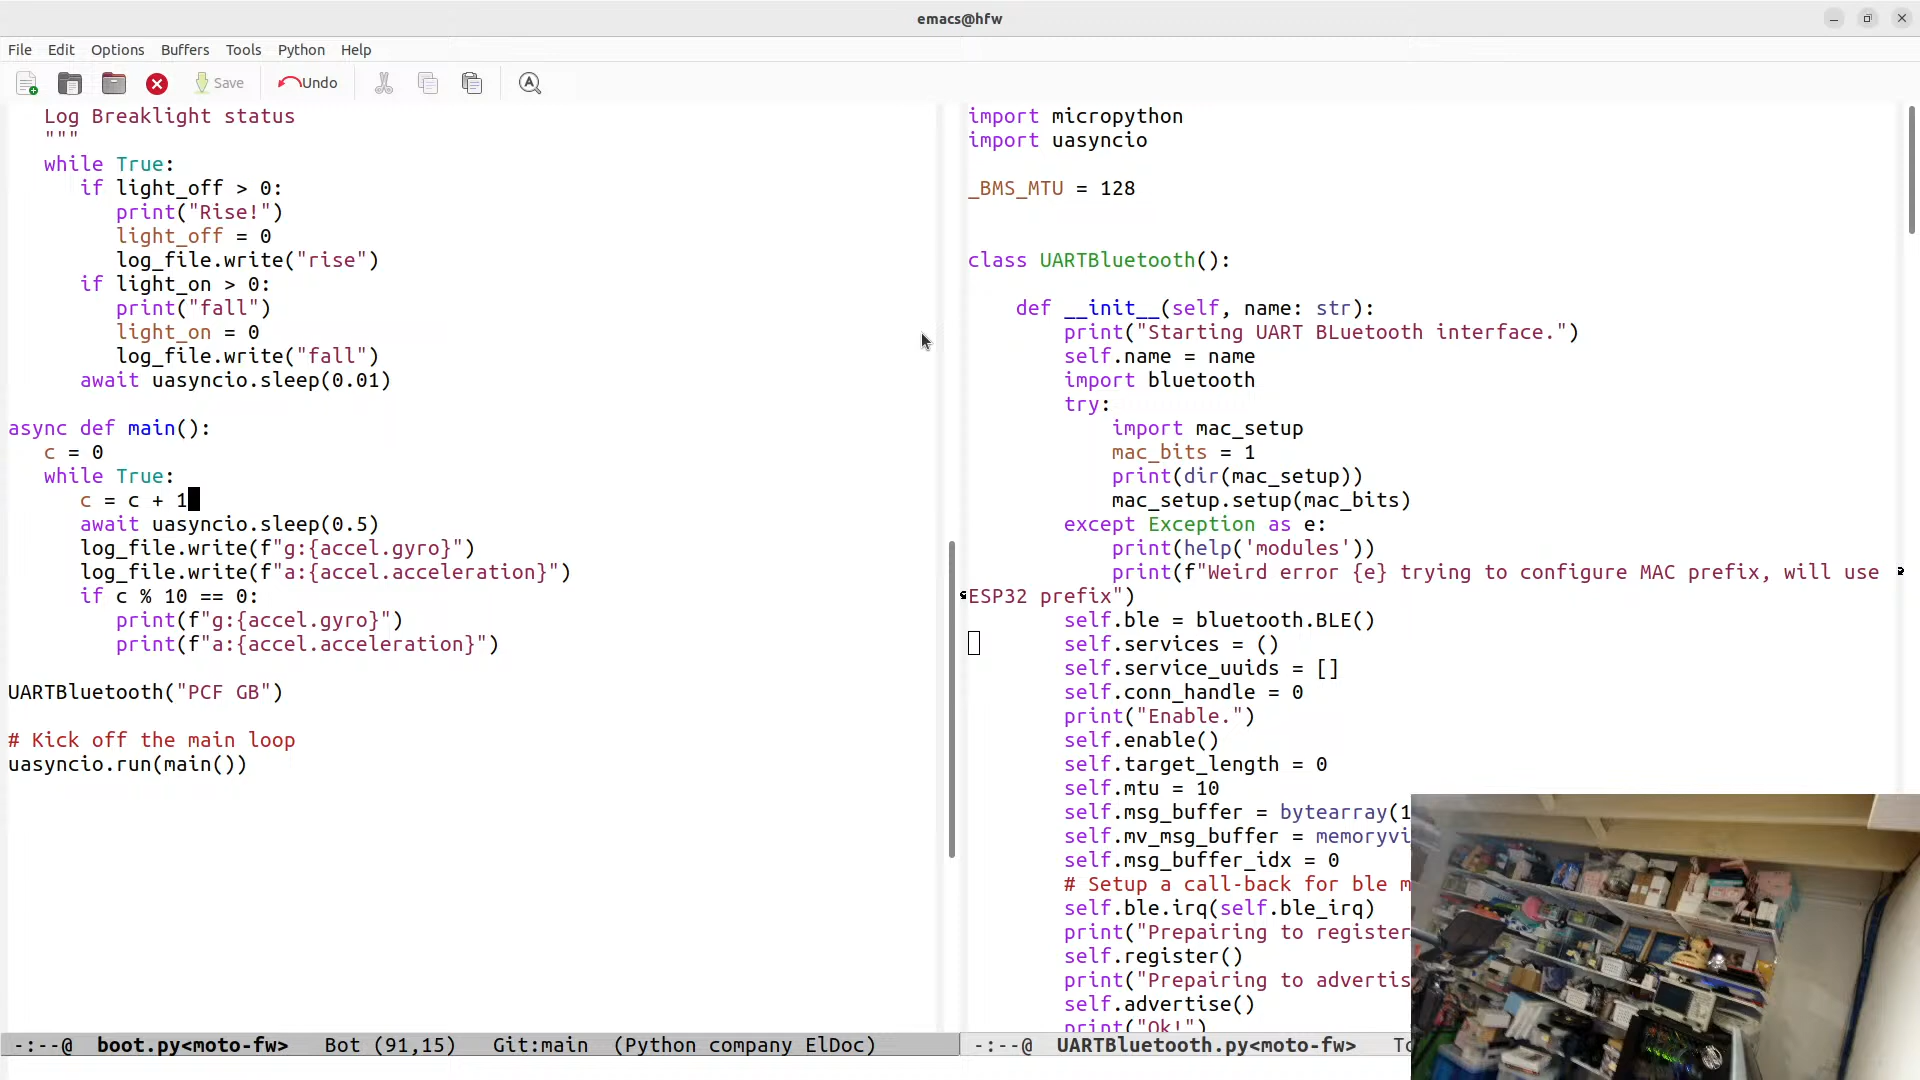 emacs@hfw
File Edit Options Buffers Tools Python Help
Save Undo
Log Breaklight status
"""
while True:
if light_off > 0:
print("Rise!")
light_off = 0
log_file.write("rise")
if light_on > 0:
print("fall")
light_on = 0
log_file.write("fall")
await uasyncio.sleep(0.01)
async def main():
c = 0
while True:
c = c + 1
await uasyncio.sleep(0.5)
log_file.write(f"g:{accel.gyro}")
log_file.write(f"a:{accel.acceleration}")
if c % 10 == 0:
print(f"g:{accel.gyro}")
print(f"a:{accel.acceleration}")
UARTBluetooth("PCF GB")
# Kick off the main loop
uasyncio.run(main())
-:--@ boot.py<moto-fw> Bot (91,15) Git:main (Python company ElDoc)
import micropython
import uasyncio
_BMS_MTU = 128
class UARTBluetooth():
def __init__(self, name: str):
print("Starting UART BLuetooth interface.")
self.name = name
import bluetooth
try:
import mac_setup
mac_bits = 1
print(dir(mac_setup))
mac_setup.setup(mac_bits)
except Exception as e:
print(help('modules'))
print(f"Weird error {e} trying to configure MAC prefix, will use
ESP32 prefix")
self.ble = bluetooth.BLE()
self.services = ()
self.service_uuids = []
self.conn_handle = 0
print("Enable.")
self.enable()
self.target_length = 0
self.mtu = 10
self.msg_buffer = bytearray(1
self.mv_msg_buffer = memoryvi
self.msg_buffer_idx = 0
# Setup a call-back for ble m
self.ble.irq(self.ble_irq)
print("Prepairing to register
self.register()
print("Prepairing to advertis
self.advertise()
print("Ok!")
-:--@ UARTBluetooth.py<moto-fw>